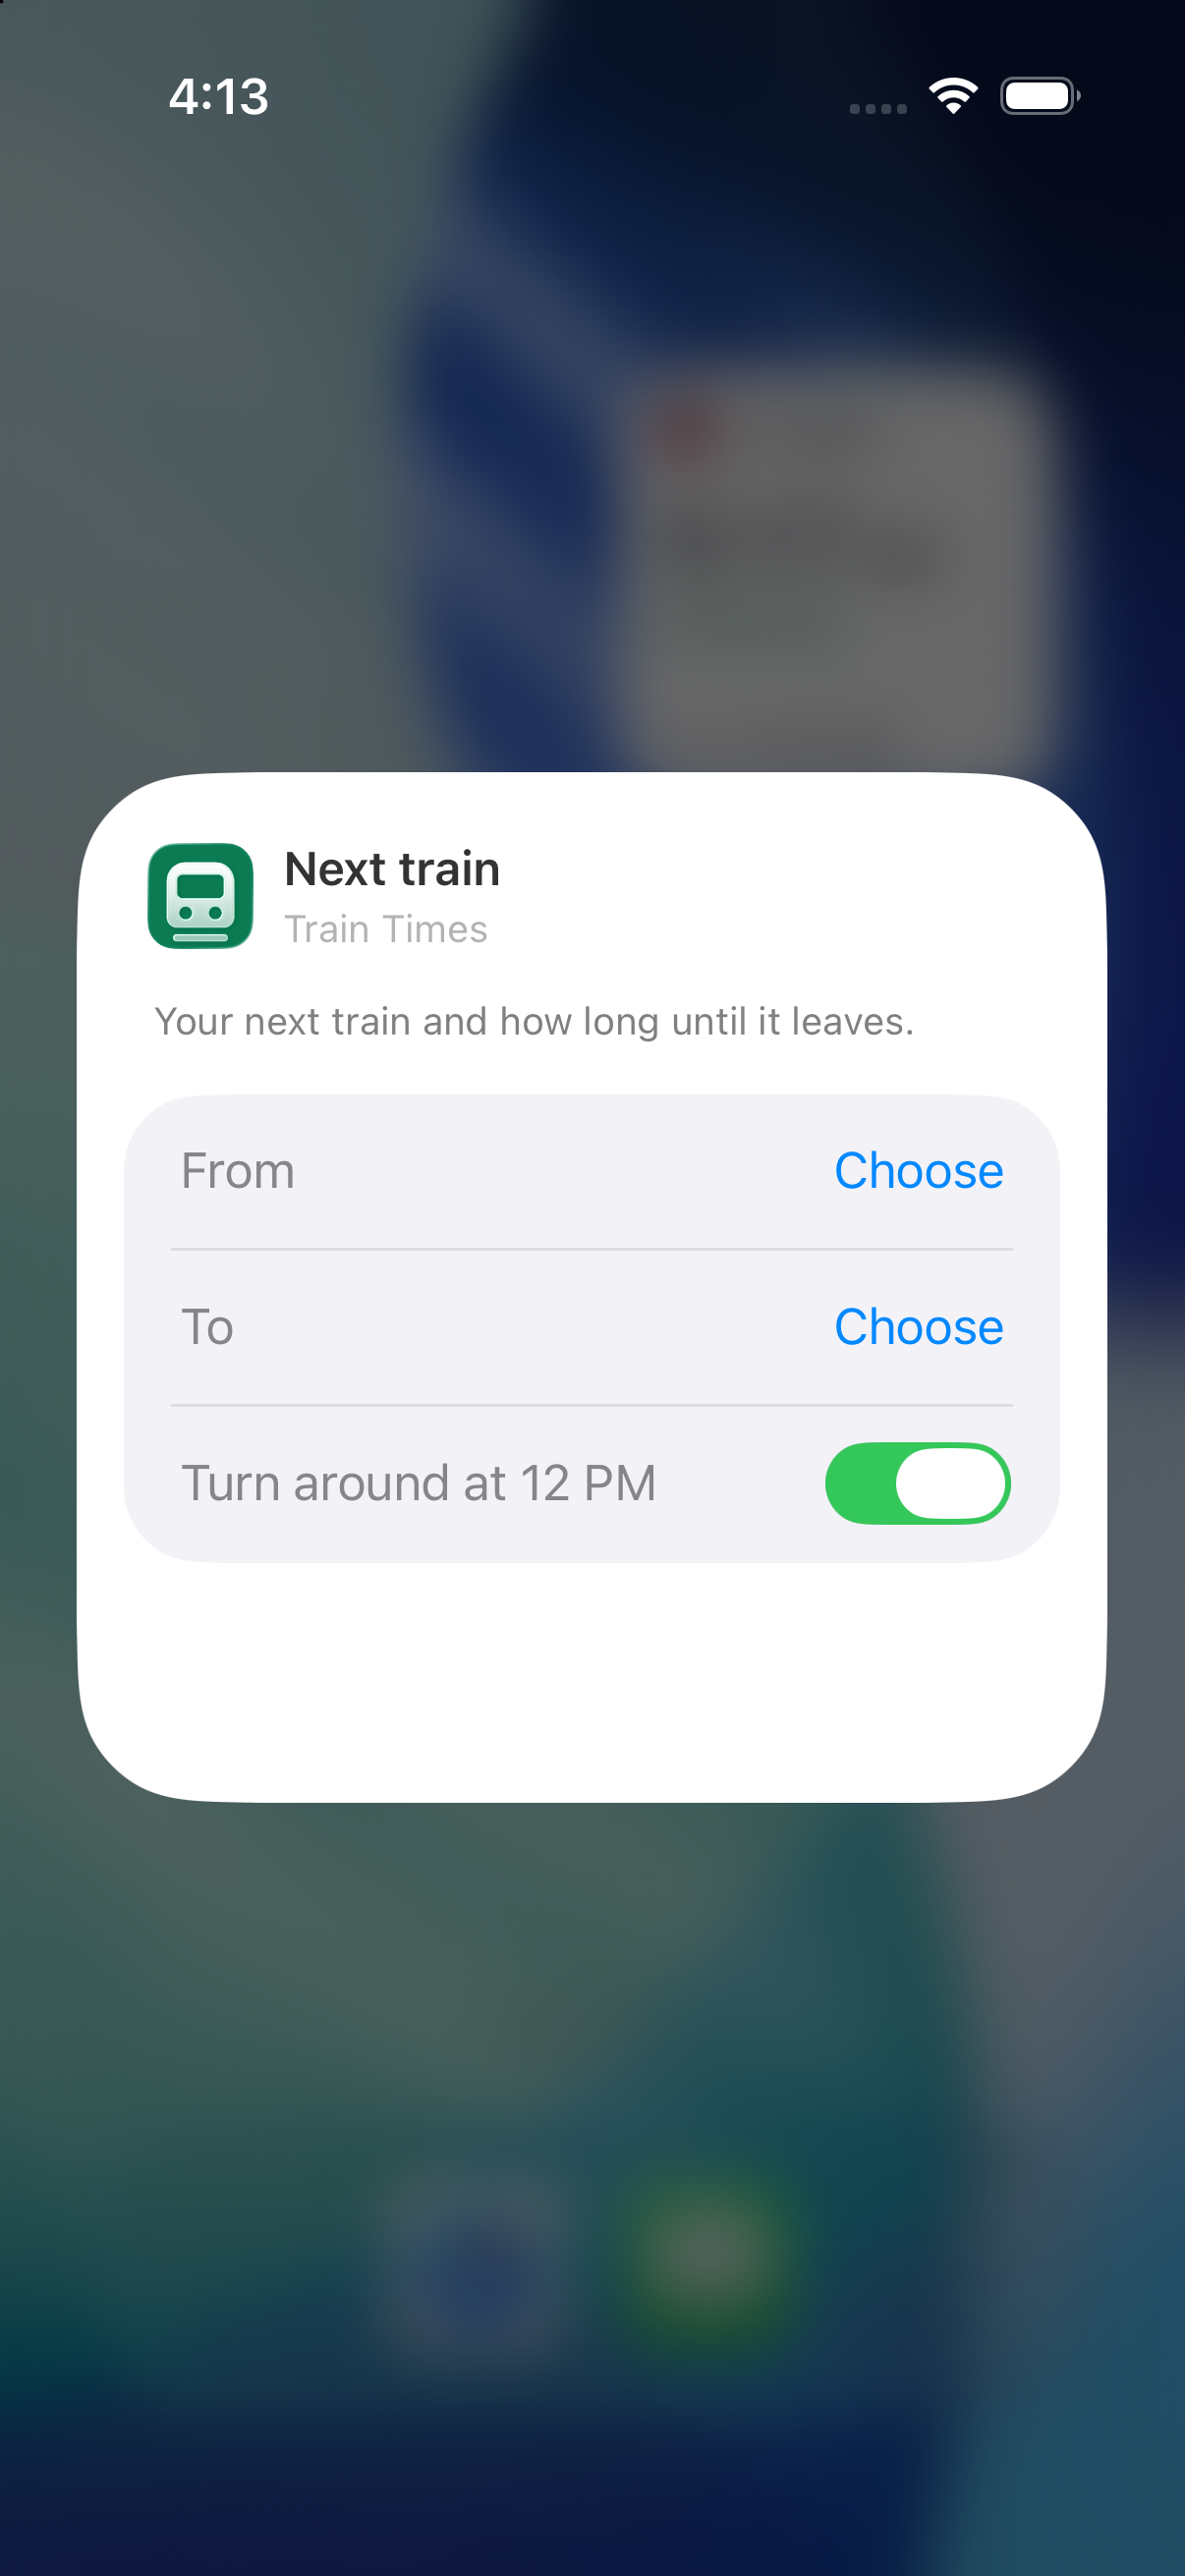 4:13
Next train
Train Times
Your next train and how long until it leaves.
From
Choose
To
Choose
Turn around at 12 PM